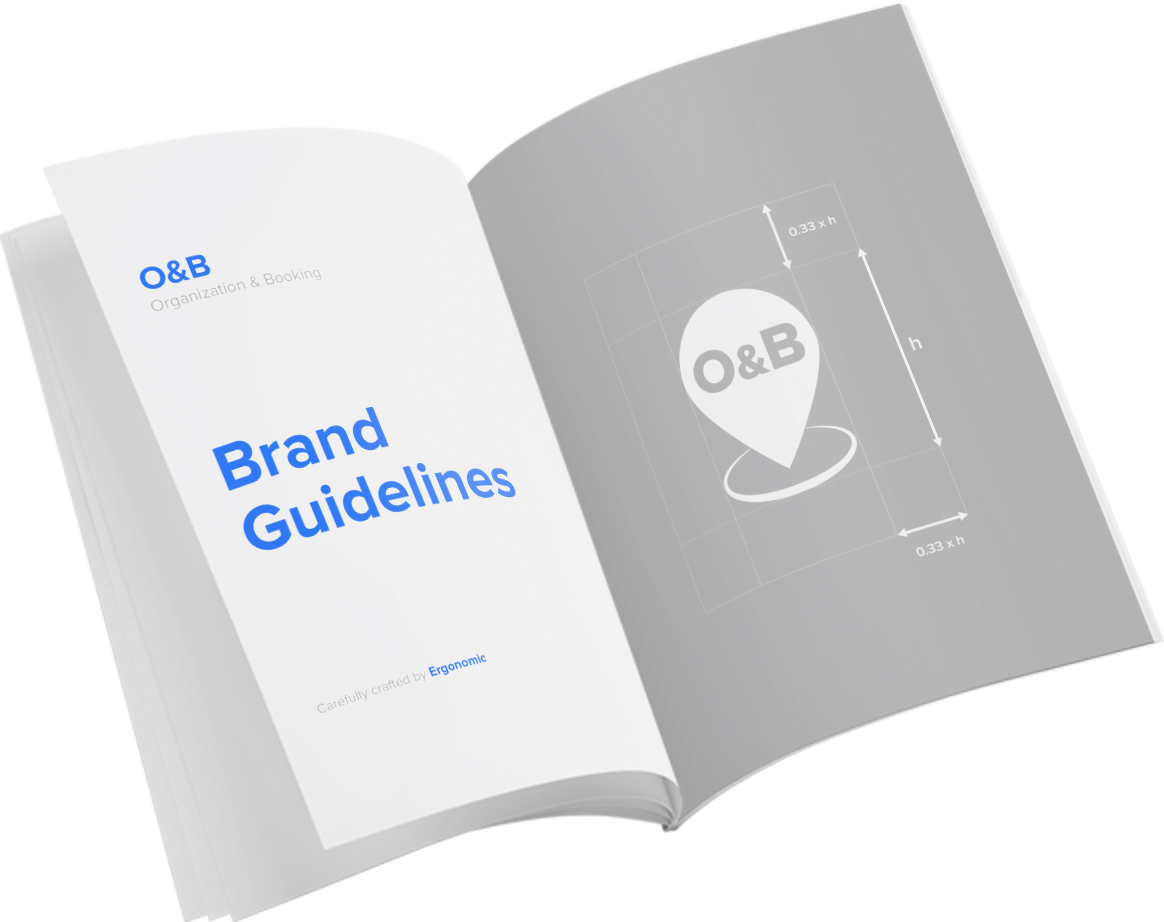 O&B
Organization & Booking
Brand
Guidelines
Carefully crafted by Ergonomic
0.33 x h
O&B
h
0.33 x h